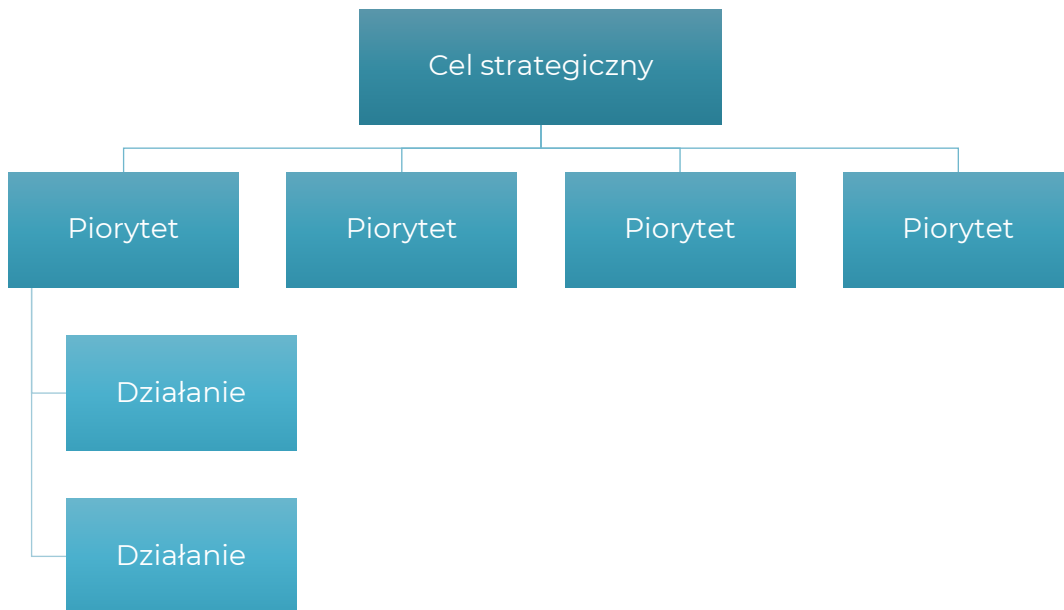 Cel strategiczny
Piorytet
Piorytet
Piorytet
Piorytet
Działanie
Działanie